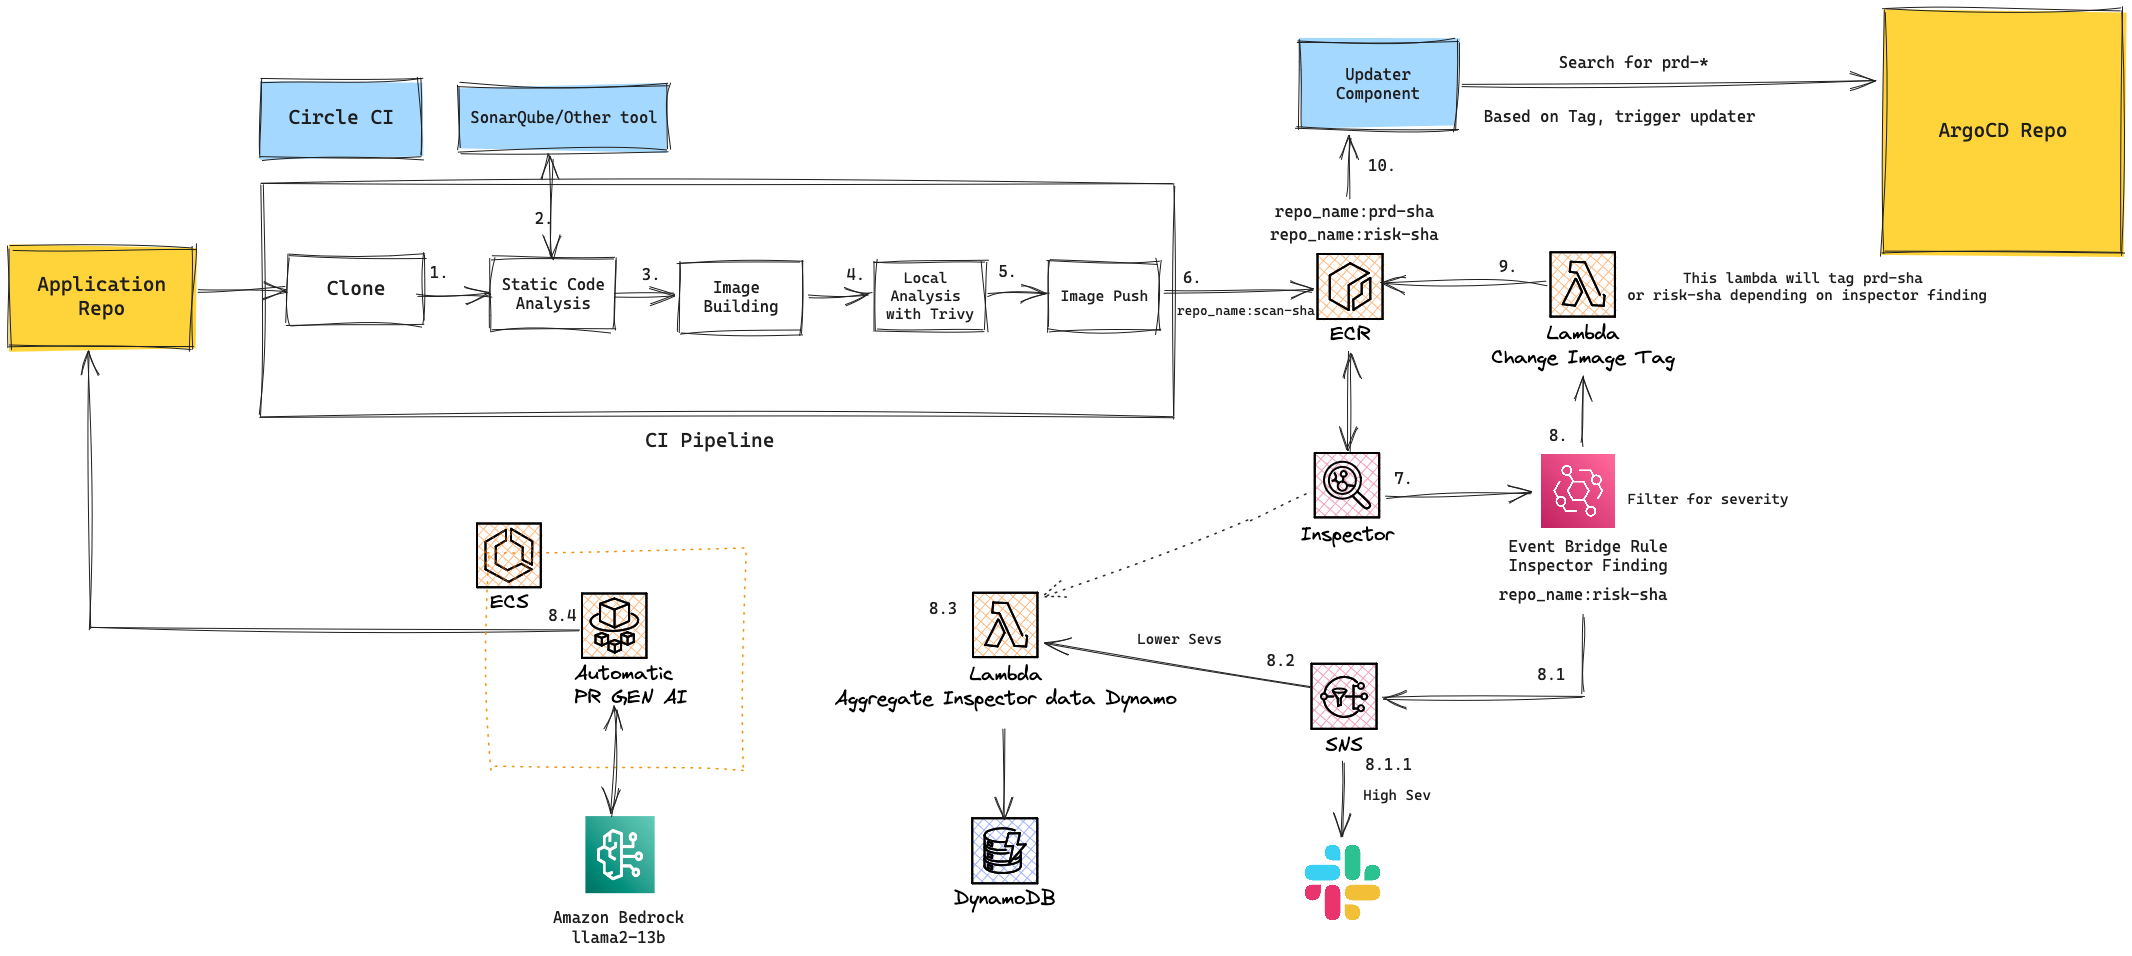 Circle CI
SonarQube/Other tool
Updater
Component
Search for prd-*
Based on Tag, trigger updater
ArgoCD Repo
10.
2.
repo_name:prd-sha
repo_name:risk-sha
Application
Repo
Clone
1.
Static Code
Analysis
3.
Image
Building
4.
Local
Analysis
with Trivy
5.
Image Push
6.
repo_name:scan-sha
ECR
9.
Lambda
Change Image Tag
This lambda will tag prd-sha
or risk-sha depending on inspector finding
CI Pipeline
8.
7.
Inspector
Filter for severity
Event Bridge Rule
Inspector Finding
repo_name:risk-sha
ECS
8.4
Automatic
PR GEN AI
8.3
Lambda
Aggregate Inspector data Dynamo
Lower Sevs
8.2
8.1
SNS
8.1.1
High Sev
DynamoDB
Amazon Bedrock
llama2-13b